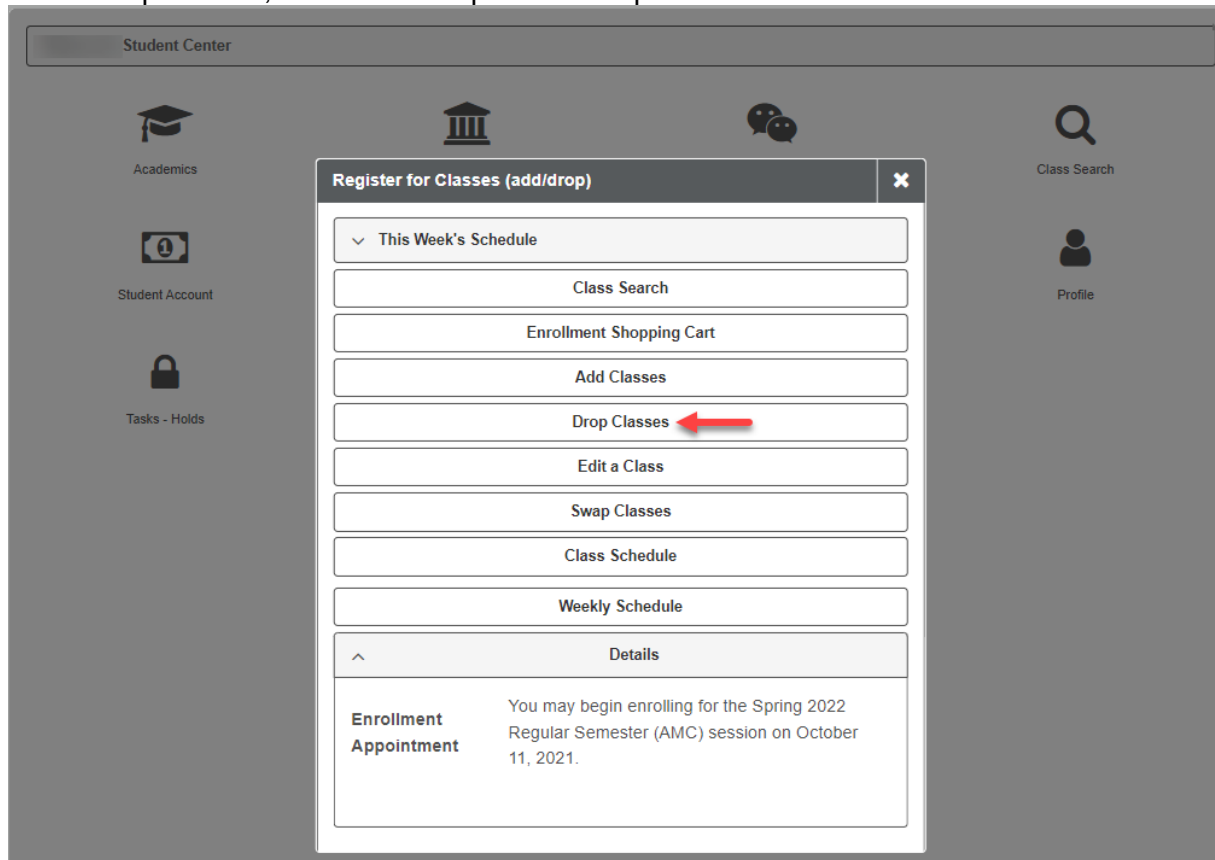 Student Center
Academics
Class Search
Student Account
Profile
Tasks - Holds
Register for Classes (add/drop)
This Week's Schedule
Class Search
Enrollment Shopping Cart
Add Classes
Drop Classes
Edit a Class
Swap Classes
Class Schedule
Weekly Schedule
Details
Enrollment
Appointment
You may begin enrolling for the Spring 2022
Regular Semester (AMC) session on October
11, 2021.